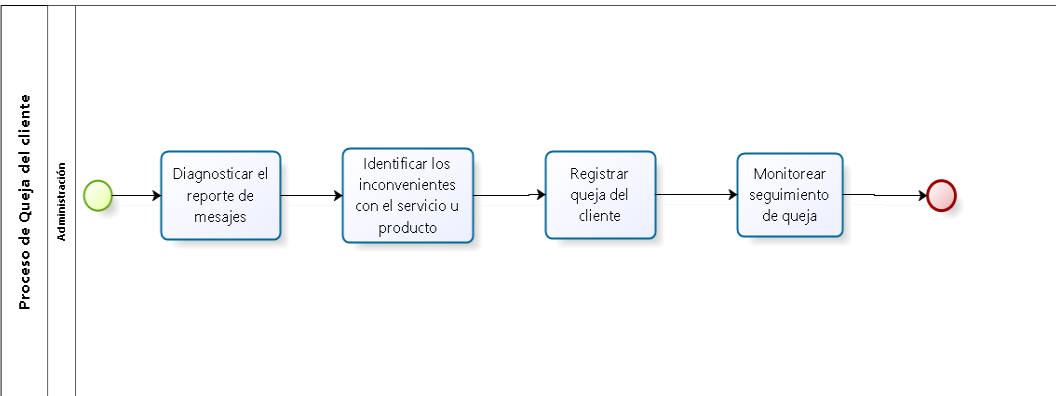 Proceso de Queja del cliente
Administración
Diagnosticar el
reporte de
mesajes
Identificar los
inconvenientes
con el servicio u
producto
Registrar
queja del
cliente
Monitorear
seguimiento
de queja